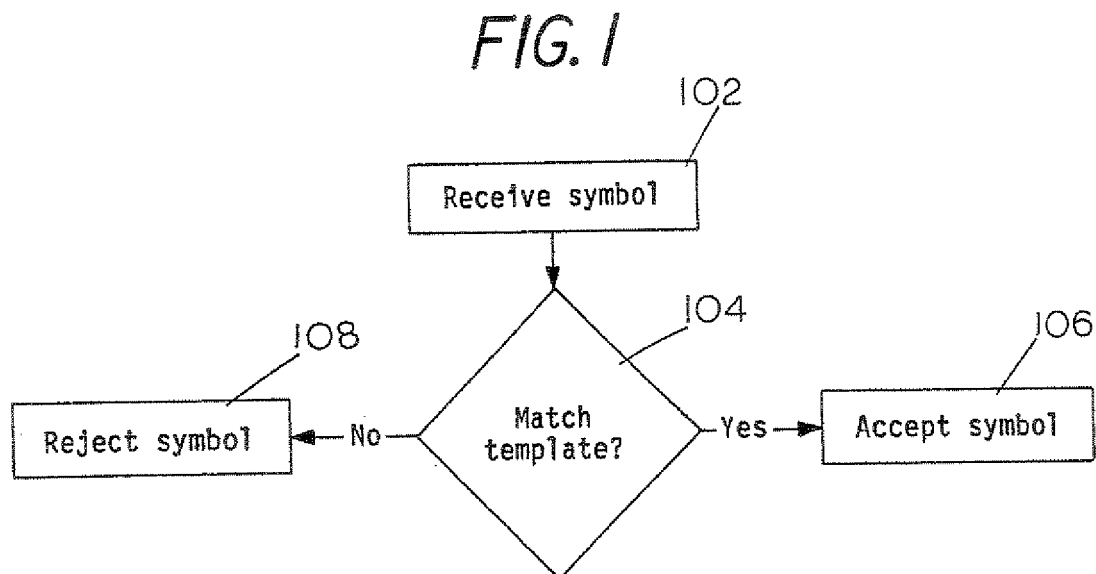 FIG. 1
102
Receive symbol
104
108
106
Reject symbol
No
Match
template?
Yes
Accept symbol